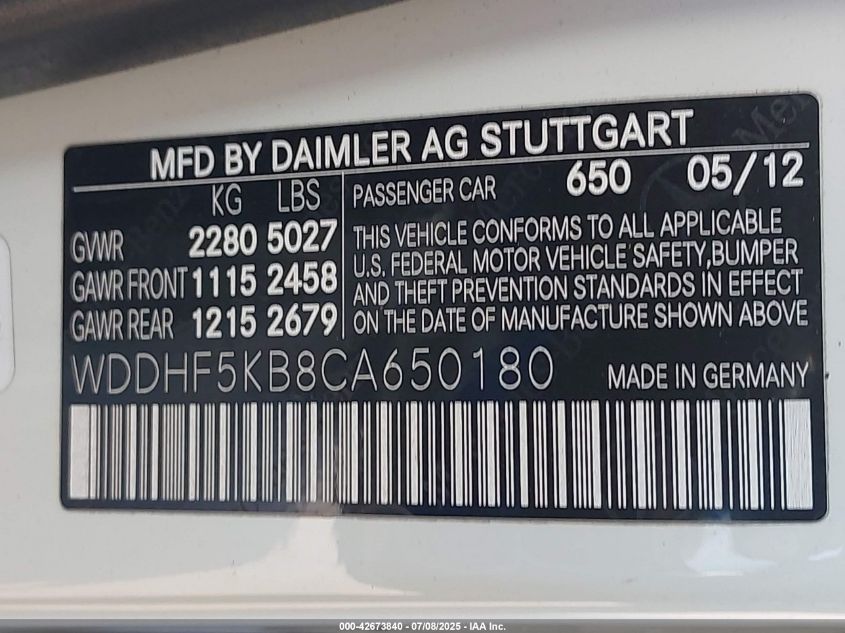 MFD BY DAIMLER AG STUTTGART
KG LBS
GVWR 2280 5027
GAWR FRONT 1115 2458
GAWR REAR 1215 2679
PASSENGER CAR 650 05/12
THIS VEHICLE CONFORMS TO ALL APPLICABLE
U.S. FEDERAL MOTOR VEHICLE SAFETY,BUMPER
AND THEFT PREVENTION STANDARDS IN EFFECT
ON THE DATE OF MANUFACTURE SHOWN ABOVE
WDDHF5KB8CA650180 MADE IN GERMANY
000-42673840 - 07/08/2025 - IAA Inc.